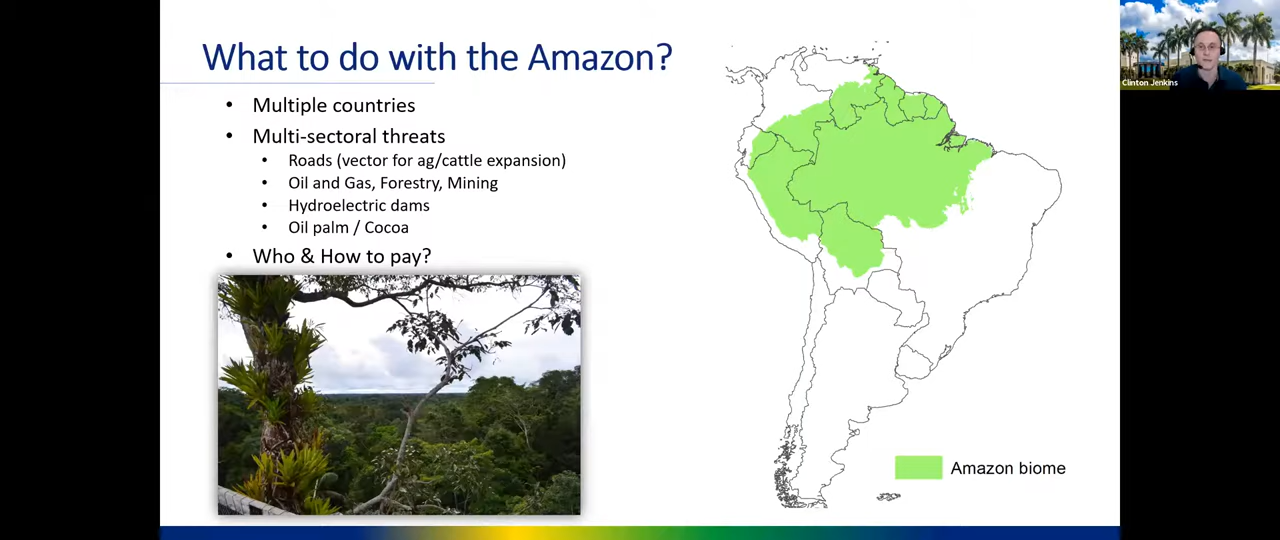 What to do with the Amazon?
• Multiple countries
• Multi-sectoral threats
• Roads (vector for ag/cattle expansion)
• Oil and Gas, Forestry, Mining
• Hydroelectric dams
• Oil palm / Cocoa
• Who & How to pay?
Amazon biome
Clinton Jenkins